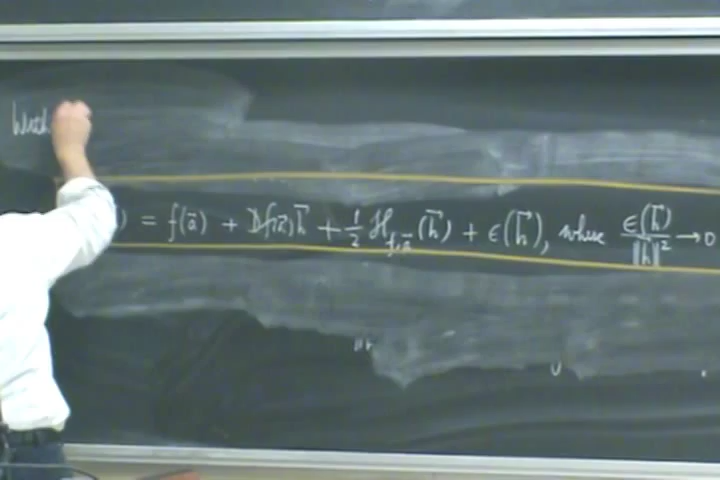 With
) = f(a⃗) + Df(a⃗)h⃗ + 1/2 H_{f,a⃗}(h⃗) + ε(h⃗), where ε(h⃗)/‖h⃗‖² → 0